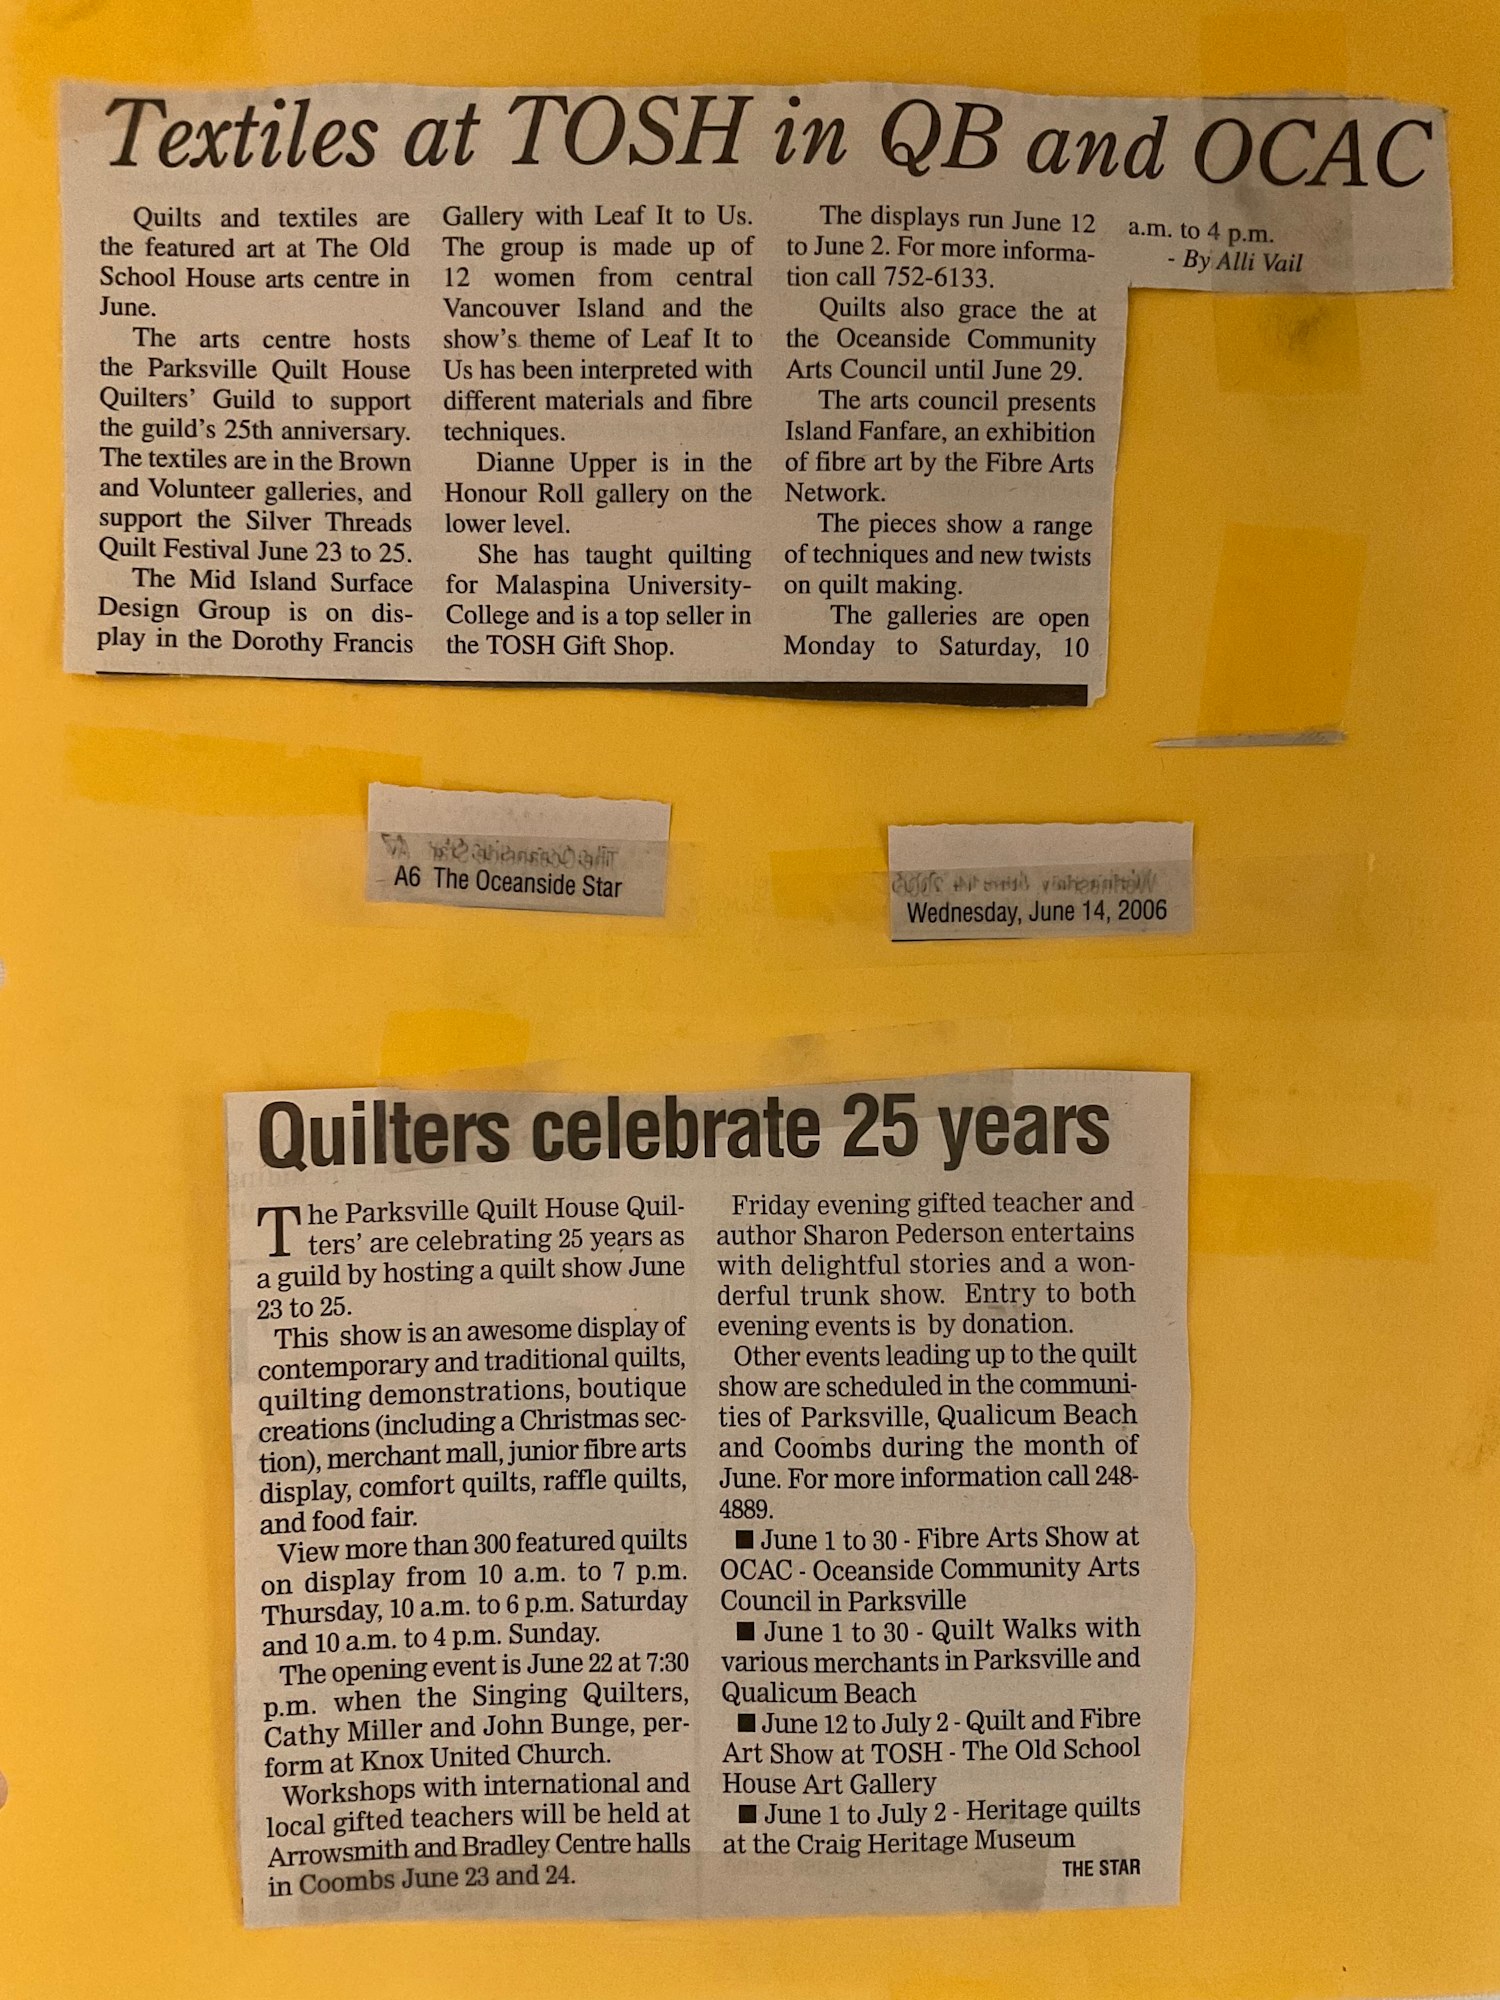 Textiles at TOSH in QB and OCAC
Quilts and textiles are
the featured art at The Old
School House arts centre in
June.
The arts centre hosts
the Parksville Quilt House
Quilters' Guild to support
the guild's 25th anniversary.
The textiles are in the Brown
and Volunteer galleries, and
support the Silver Threads
Quilt Festival June 23 to 25.
The Mid Island Surface
Design Group is on dis-
play in the Dorothy Francis
Gallery with Leaf It to Us.
The group is made up of
12 women from central
Vancouver Island and the
show's theme of Leaf It to
Us has been interpreted with
different materials and fibre
techniques.
Dianne Upper is in the
Honour Roll gallery on the
lower level.
She has taught quilting
for Malaspina University-
College and is a top seller in
the TOSH Gift Shop.
The displays run June 12
to June 2. For more informa-
tion call 752-6133.
Quilts also grace the at
the Oceanside Community
Arts Council until June 29.
The arts council presents
Island Fanfare, an exhibition
of fibre art by the Fibre Arts
Network.
The pieces show a range
of techniques and new twists
on quilt making.
The galleries are open
Monday to Saturday, 10
a.m. to 4 p.m.
- By Alli Vail
A6 The Oceanside Star
Wednesday, June 14, 2006
Quilters celebrate 25 years
The Parksville Quilt House Quil-
ters' are celebrating 25 years as
a guild by hosting a quilt show June
23 to 25.
This show is an awesome display of
contemporary and traditional quilts,
quilting demonstrations, boutique
creations (including a Christmas sec-
tion), merchant mall, junior fibre arts
display, comfort quilts, raffle quilts,
and food fair.
View more than 300 featured quilts
on display from 10 a.m. to 7 p.m.
Thursday, 10 a.m. to 6 p.m. Saturday
and 10 a.m. to 4 p.m. Sunday.
The opening event is June 22 at 7:30
p.m. when the Singing Quilters,
Cathy Miller and John Bunge, per-
form at Knox United Church.
Workshops with international and
local gifted teachers will be held at
Arrowsmith and Bradley Centre halls
in Coombs June 23 and 24.
Friday evening gifted teacher and
author Sharon Pederson entertains
with delightful stories and a won-
derful trunk show. Entry to both
evening events is by donation.
Other events leading up to the quilt
show are scheduled in the communi-
ties of Parksville, Qualicum Beach
and Coombs during the month of
June. For more information call 248-
4889.
■ June 1 to 30 - Fibre Arts Show at
OCAC - Oceanside Community Arts
Council in Parksville
■ June 1 to 30 - Quilt Walks with
various merchants in Parksville and
Qualicum Beach
■ June 12 to July 2 - Quilt and Fibre
Art Show at TOSH - The Old School
House Art Gallery
■ June 1 to July 2 - Heritage quilts
at the Craig Heritage Museum
THE STAR